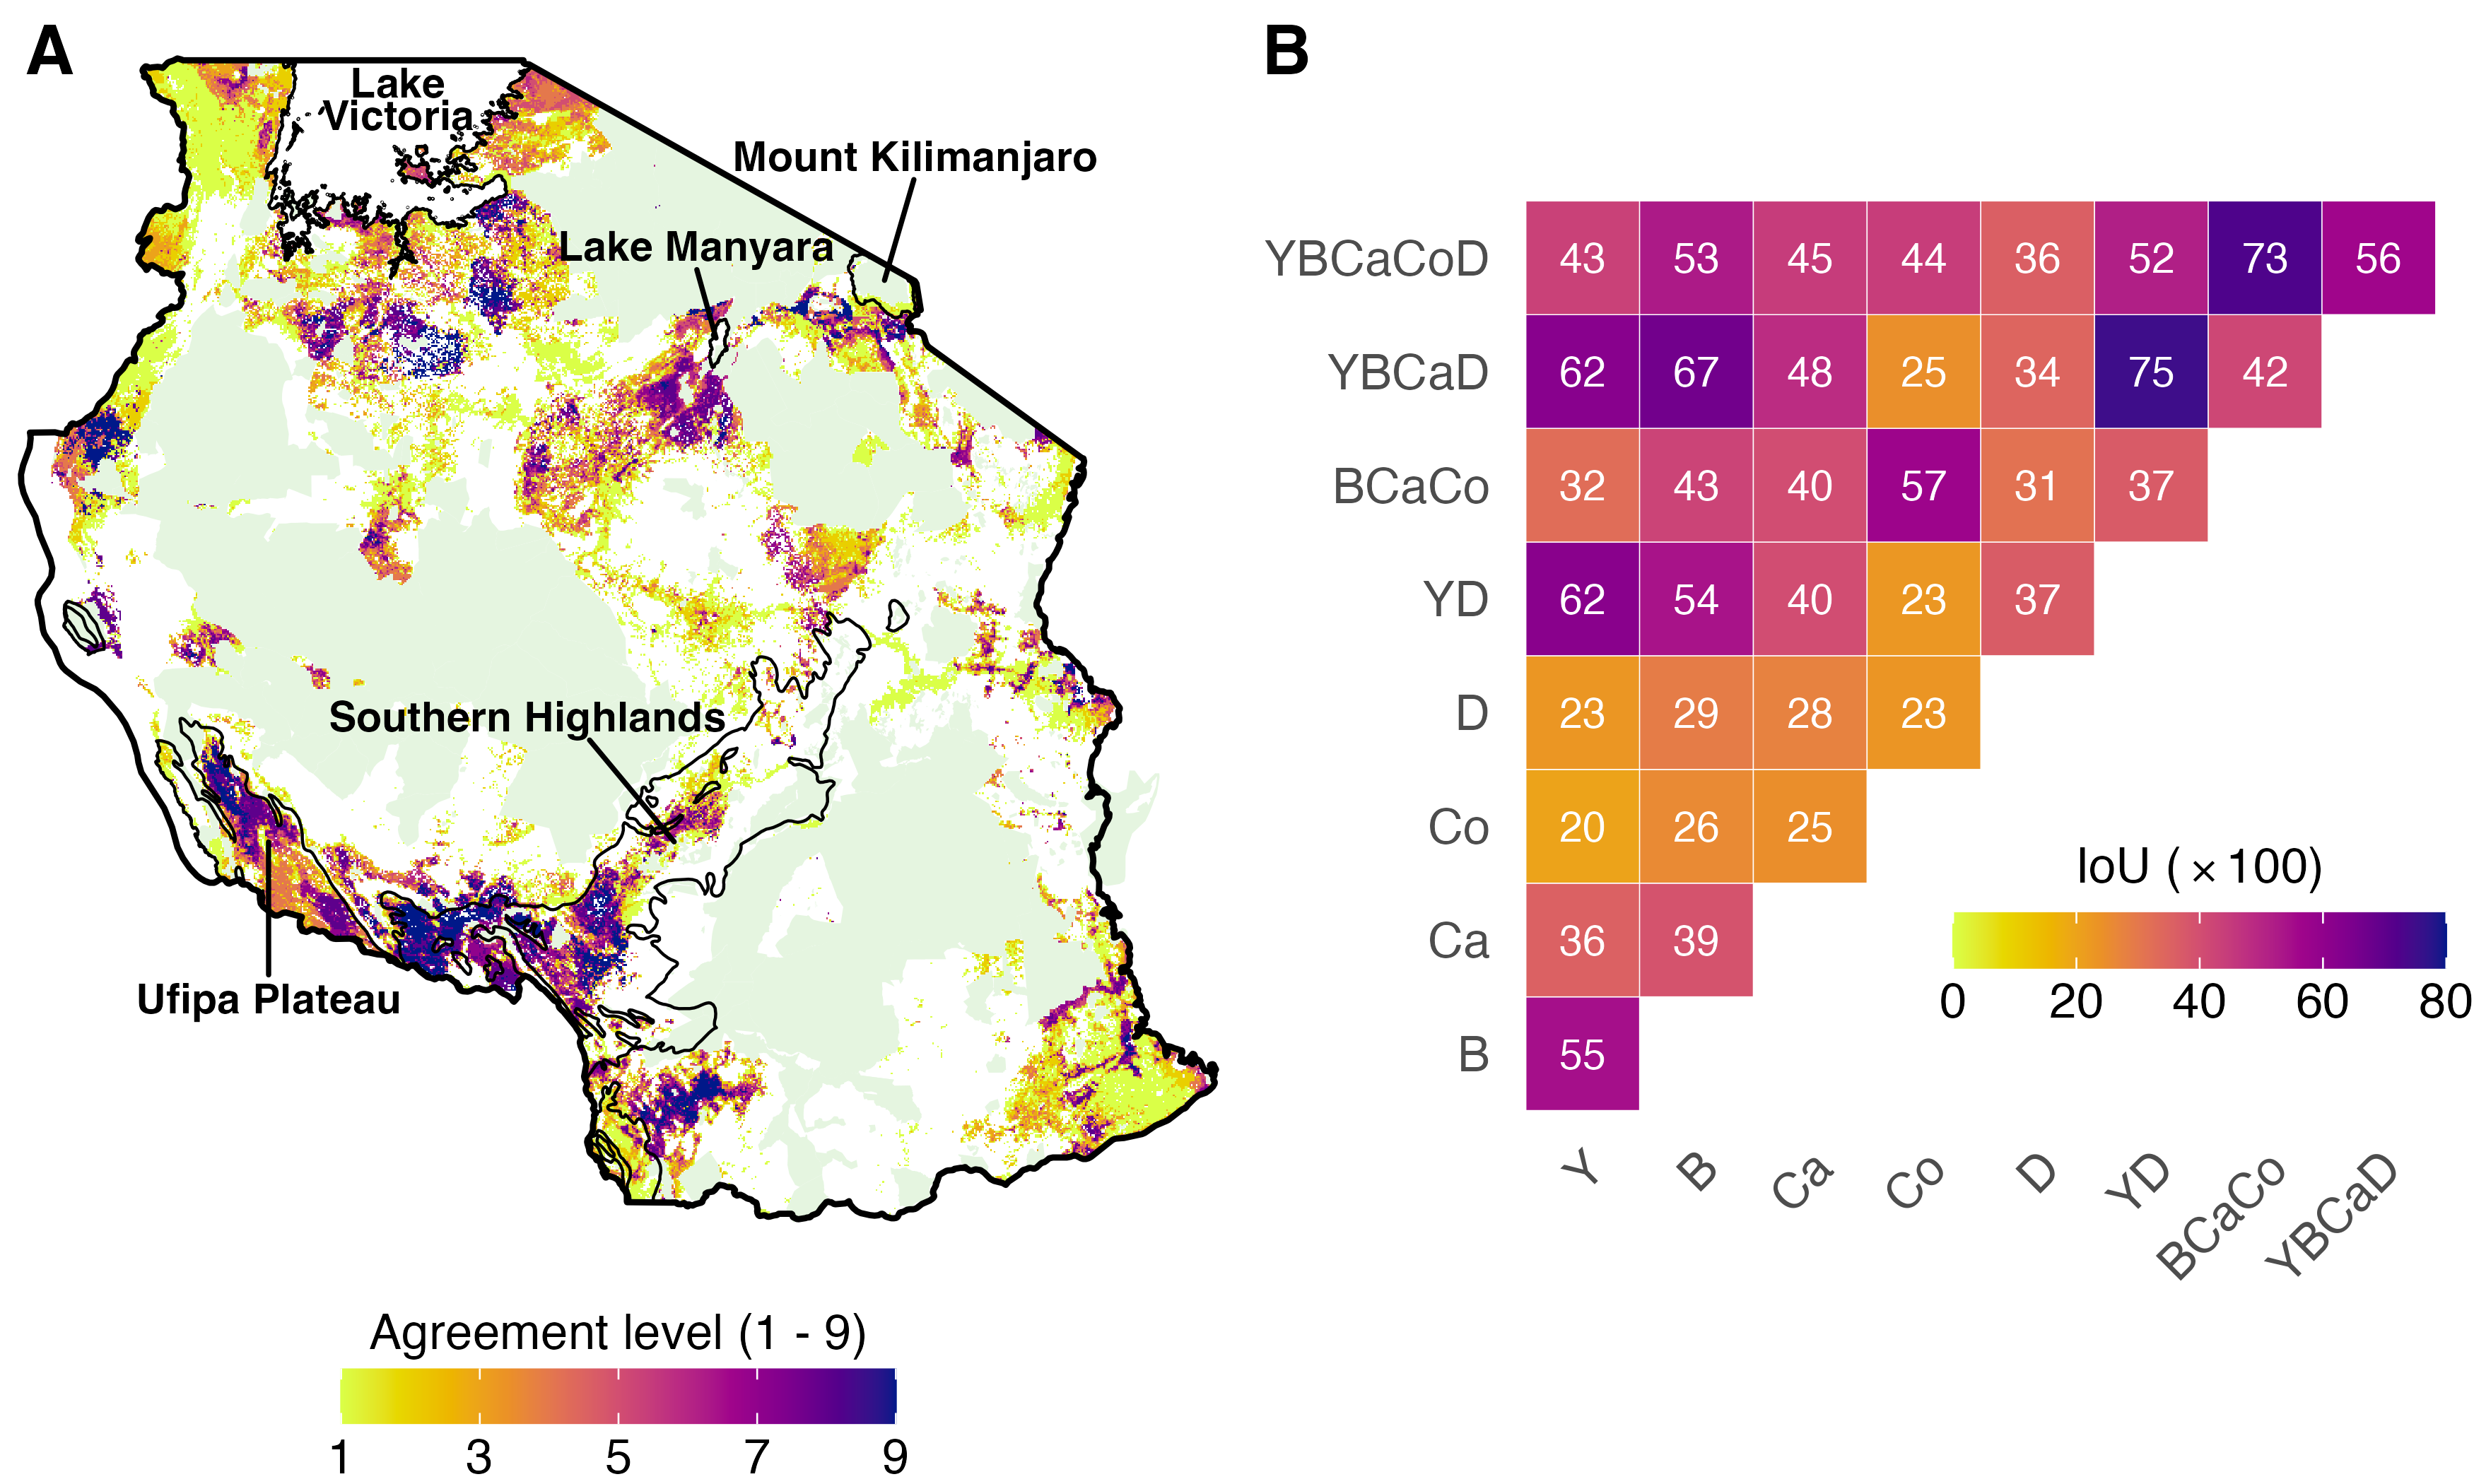 A
Lake
Victoria
Mount Kilimanjaro
Lake Manyara
Southern Highlands
Ufipa Plateau
Agreement level (1 - 9)
1 3 5 7 9
B
YBCaCoD 43 53 45 44 36 52 73 56
YBCaD 62 67 48 25 34 75 42
BCaCo 32 43 40 57 31 37
YD 62 54 40 23 37
D 23 29 28 23
Co 20 26 25
Ca 36 39
B 55
Y B Ca Co D YD BCaCo YBCaD
IoU (×100)
0 20 40 60 80